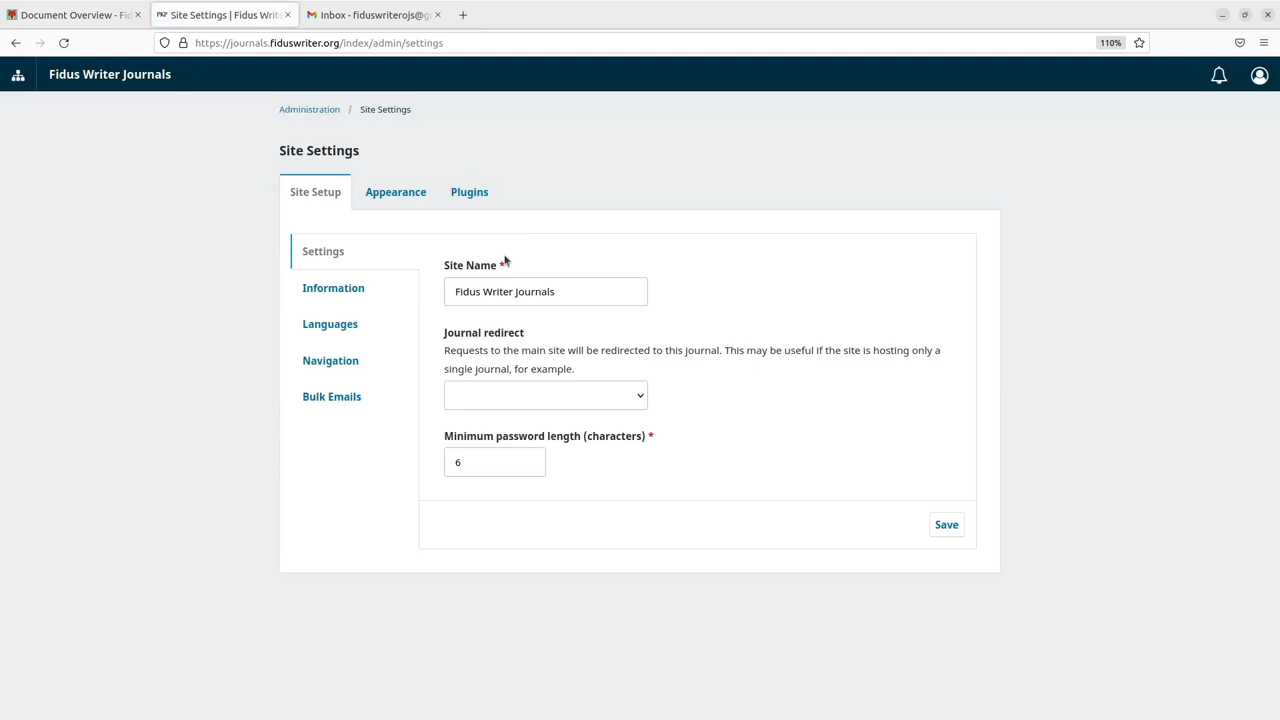 Document Overview - Fid
Site Settings | Fidus Write
Inbox - fiduswriterojs@g
https://journals.fiduswriter.org/index/admin/settings
110%
Fidus Writer Journals
Administration / Site Settings
Site Settings
Site Setup
Appearance
Plugins
Settings
Information
Languages
Navigation
Bulk Emails
Site Name *
Fidus Writer Journals
Journal redirect
Requests to the main site will be redirected to this journal. This may be useful if the site is hosting only a
single journal, for example.
Minimum password length (characters) *
6
Save